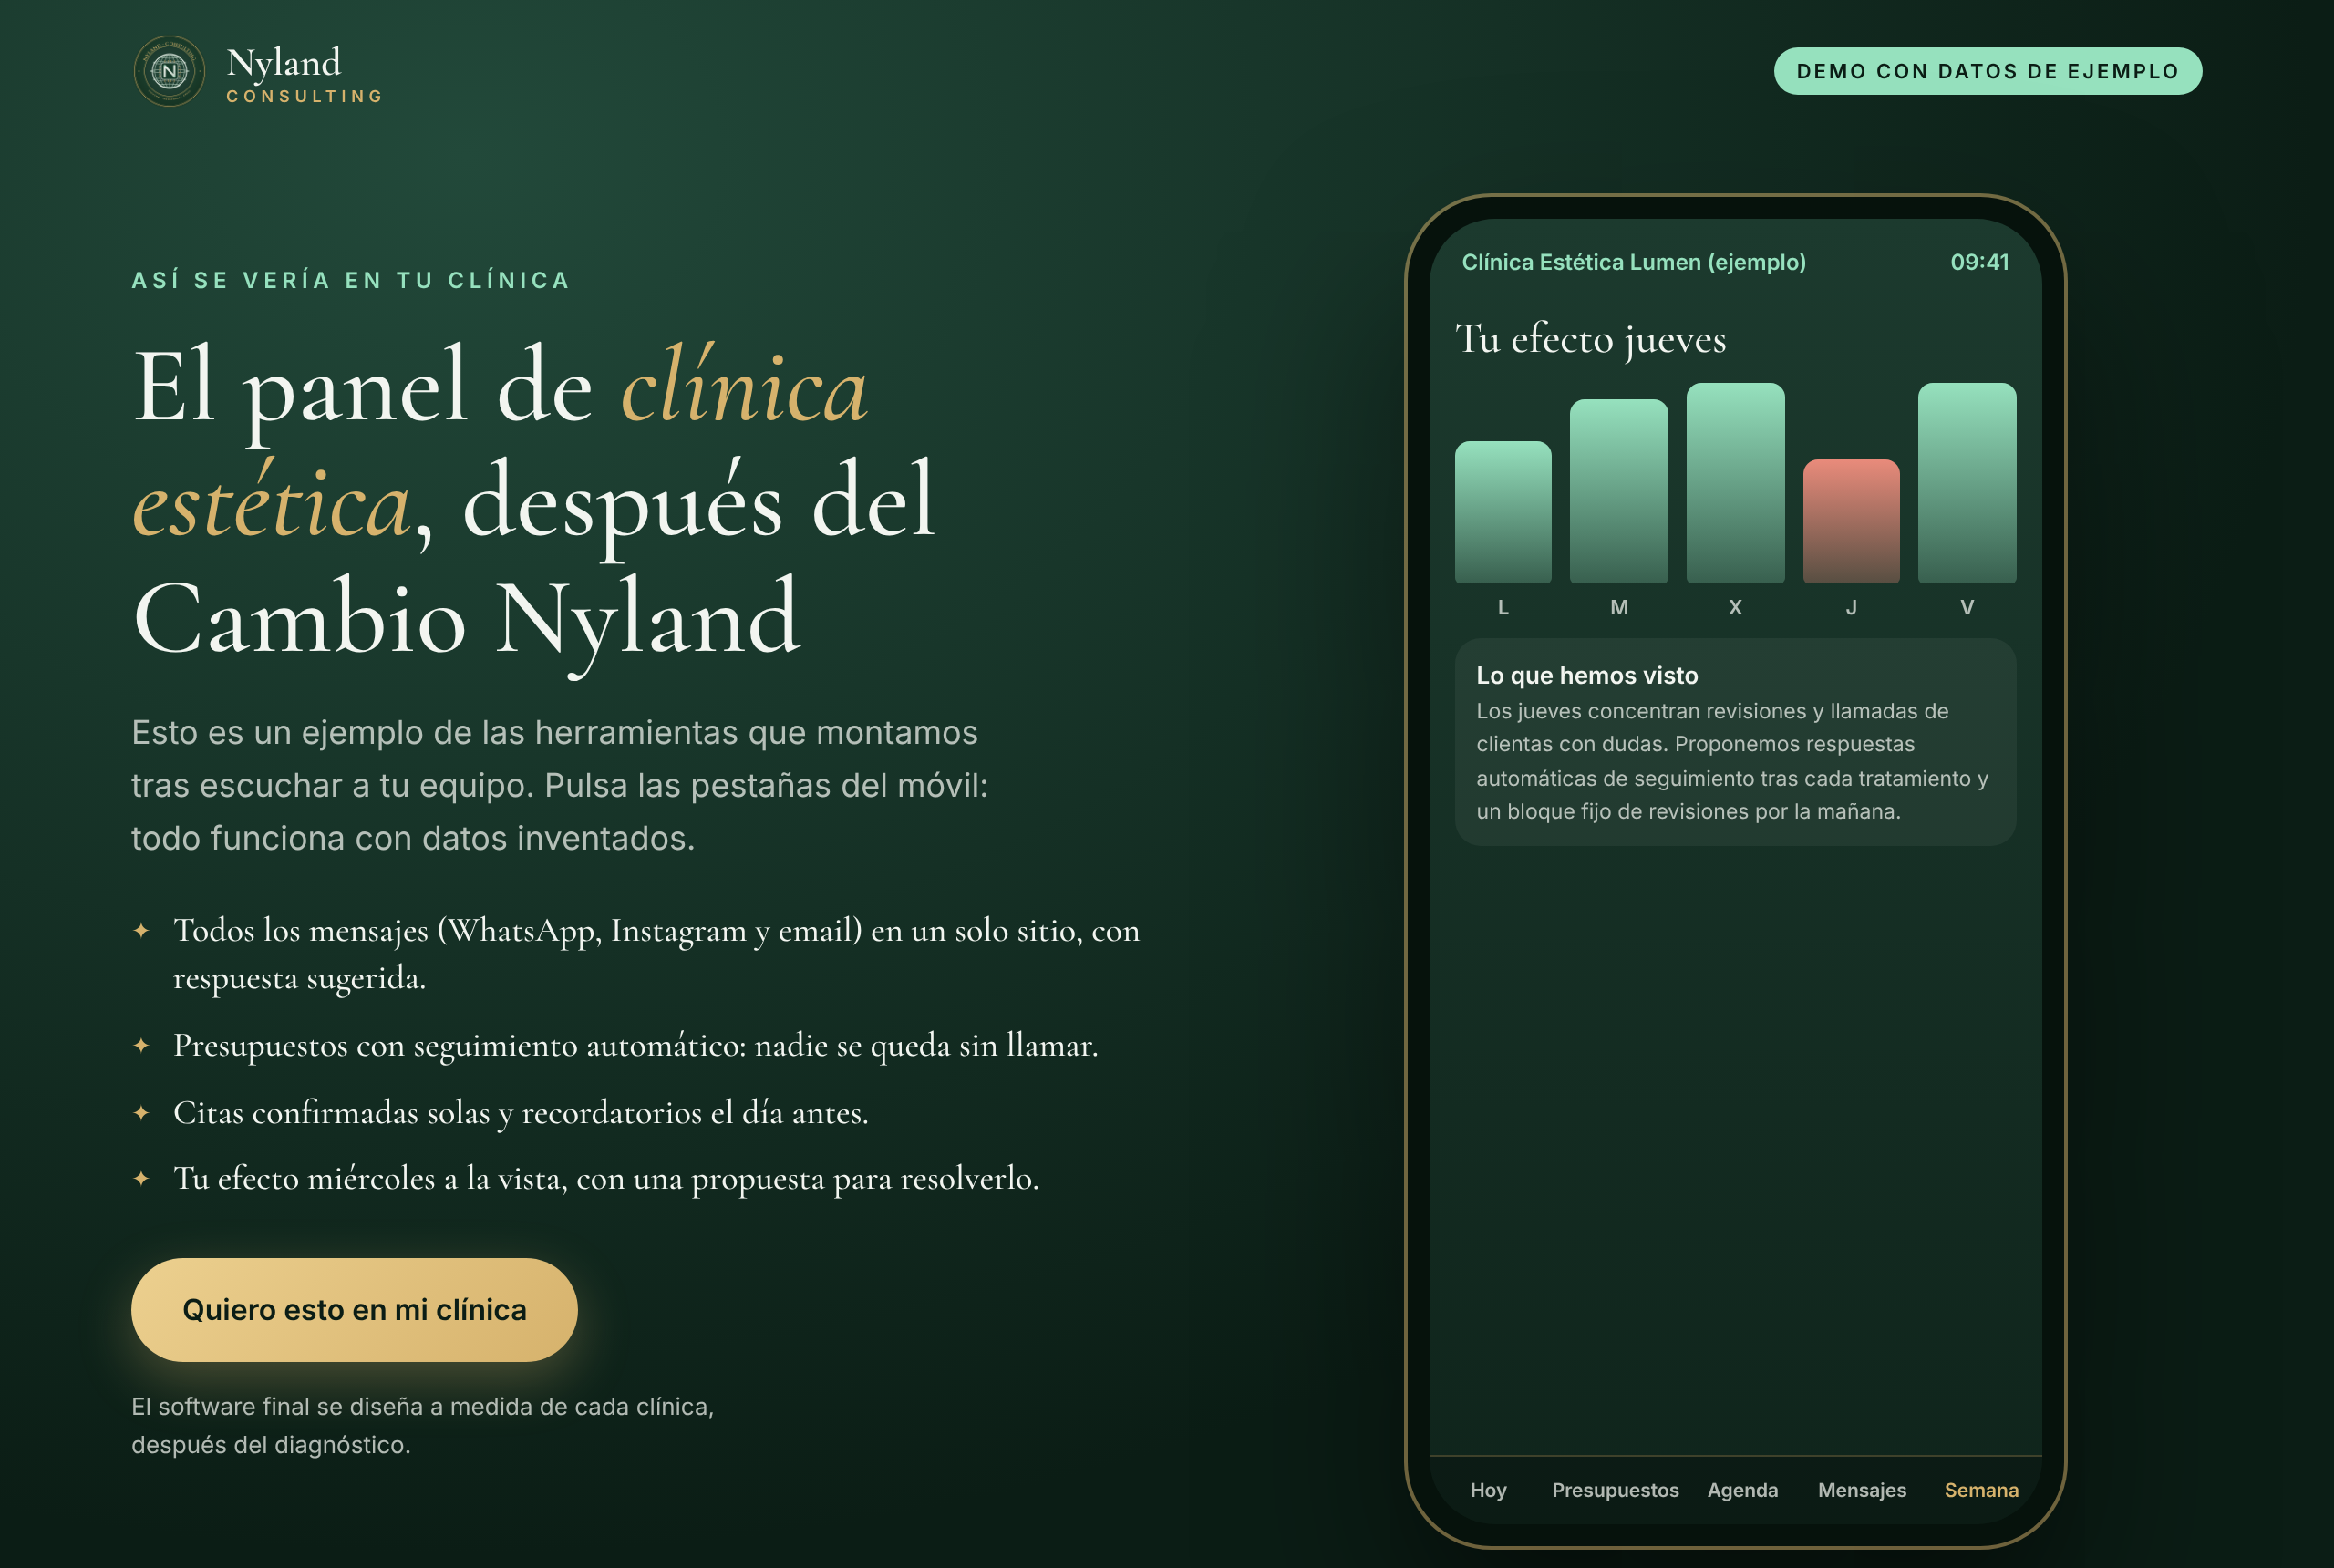 Nyland
CONSULTING
DEMO CON DATOS DE EJEMPLO
ASÍ SE VERÍA EN TU CLÍNICA
El panel de clínica
estética, después del
Cambio Nyland
Esto es un ejemplo de las herramientas que montamos
tras escuchar a tu equipo. Pulsa las pestañas del móvil:
todo funciona con datos inventados.
✦ Todos los mensajes (WhatsApp, Instagram y email) en un solo sitio, con
respuesta sugerida.
✦ Presupuestos con seguimiento automático: nadie se queda sin llamar.
✦ Citas confirmadas solas y recordatorios el día antes.
✦ Tu efecto miércoles a la vista, con una propuesta para resolverlo.
Quiero esto en mi clínica
El software final se diseña a medida de cada clínica,
después del diagnóstico.
Clínica Estética Lumen (ejemplo) 09:41
Tu efecto jueves
L M X J V
Lo que hemos visto
Los jueves concentran revisiones y llamadas de
clientas con dudas. Proponemos respuestas
automáticas de seguimiento tras cada tratamiento y
un bloque fijo de revisiones por la mañana.
Hoy Presupuestos Agenda Mensajes Semana